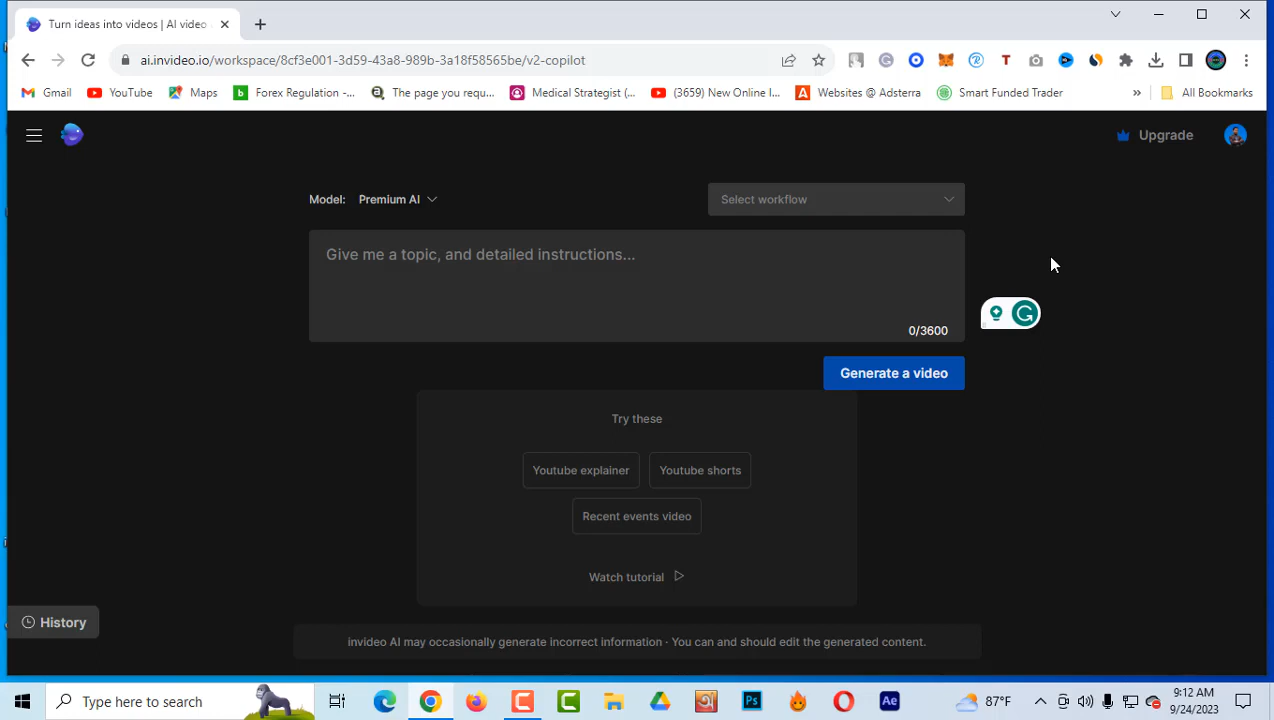 Turn ideas into videos | AI video
ai.invideo.io/workspace/8cf3e001-3d59-43a8-989b-3a18f58565be/v2-copilot
Gmail
YouTube
Maps
Forex Regulation -...
The page you requ...
Medical Strategist (...
(3659) New Online I...
Websites @ Adsterra
Smart Funded Trader
»
All Bookmarks
Upgrade
Model: Premium AI
Select workflow
Give me a topic, and detailed instructions...
0/3600
Generate a video
Try these
Youtube explainer
Youtube shorts
Recent events video
Watch tutorial
History
invideo AI may occasionally generate incorrect information · You can and should edit the generated content.
Type here to search
Ps
Ae
87°F
9:12 AM
9/24/2023